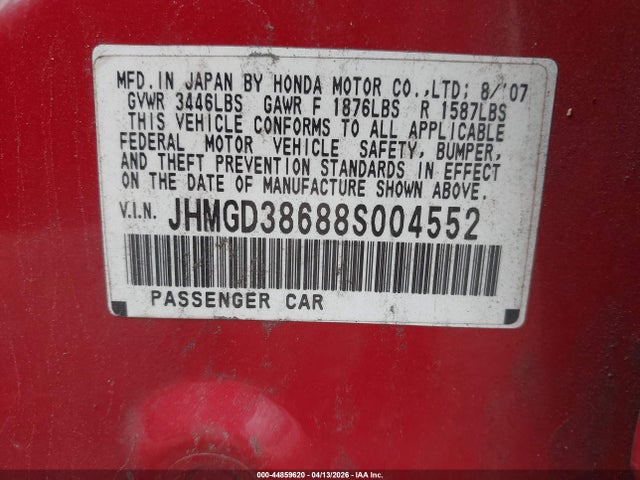 MFD.IN JAPAN BY HONDA MOTOR CO.,LTD; 8/'07
GVWR 3446LBS GAWR F 1876LBS R 1587LBS
THIS VEHICLE CONFORMS TO ALL APPLICABLE
FEDERAL MOTOR VEHICLE SAFETY, BUMPER,
AND THEFT PREVENTION STANDARDS IN EFFECT
ON THE DATE OF MANUFACTURE SHOWN ABOVE.
V.I.N. JHMGD38688S004552
PASSENGER CAR
000-44859620 - 04/13/2026 - IAA Inc.